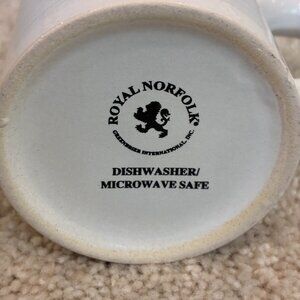 ROYAL NORFOLK®
GREENBRIER INTERNATIONAL, INC.
DISHWASHER/
MICROWAVE SAFE